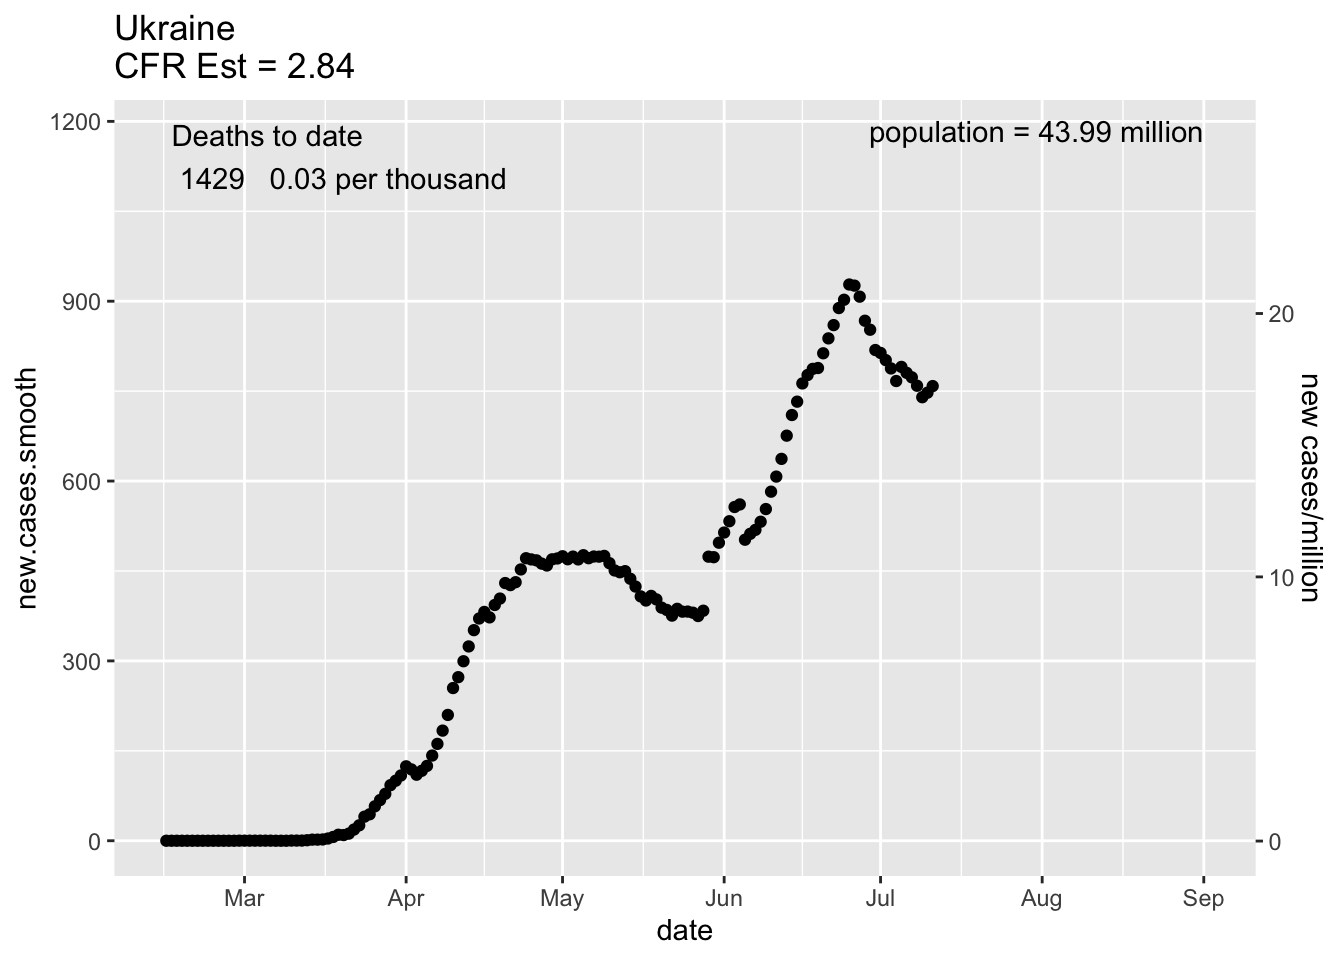 Ukraine
CFR Est = 2.84
Deaths to date
1429 0.03 per thousand
population = 43.99 million
1200
900
600
300
0
new.cases.smooth
20
10
0
new cases/million
Mar Apr May Jun Jul Aug Sep
date